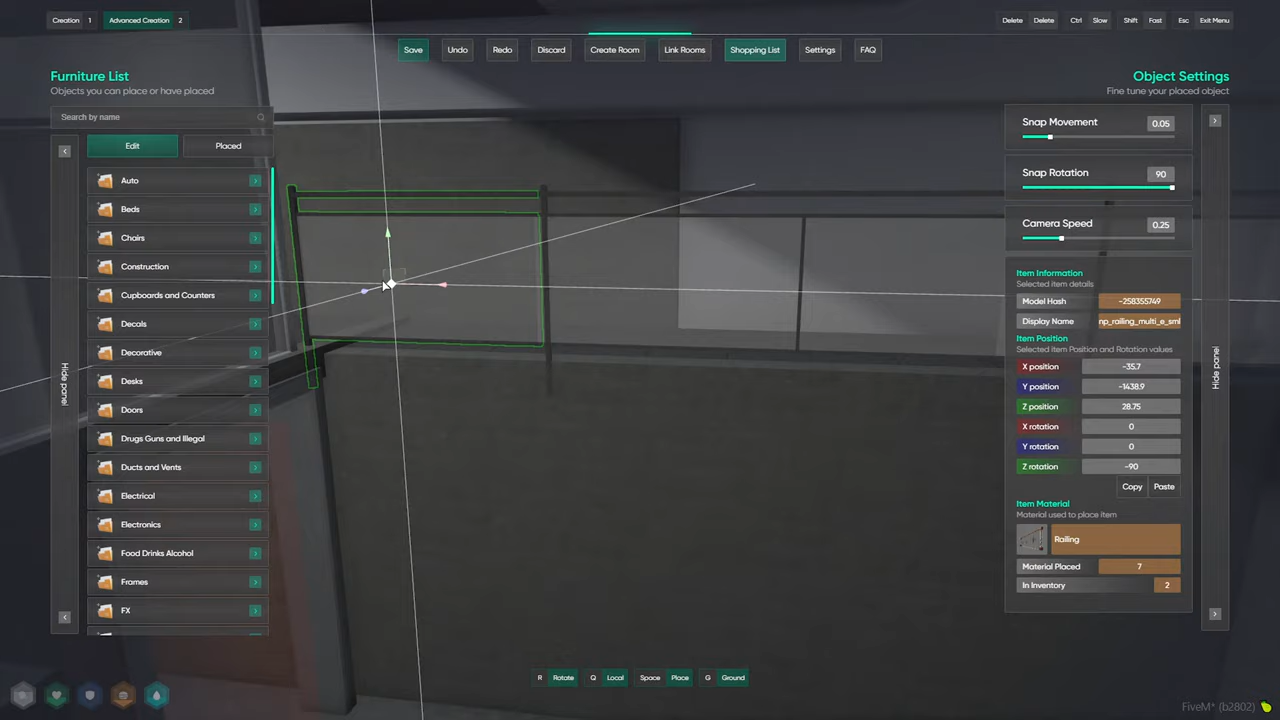 Creation 1 Advanced Creation 2
Delete Delete Ctrl Slow Shift Fast Esc Exit Menu
Save Undo Redo Discard Create Room Link Rooms Shopping List Settings FAQ
Furniture List
Objects you can place or have placed
Search by name
Edit Placed
Auto
Beds
Chairs
Construction
Cupboards and Counters
Decals
Decorative
Desks
Doors
Drugs Guns and Illegal
Ducts and Vents
Electrical
Electronics
Food Drinks Alcohol
Frames
FX
Hide panel
Object Settings
Fine tune your placed object
Snap Movement 0.05
Snap Rotation 90
Camera Speed 0.25
Item Information
Selected item details
Model Hash -258355749
Display Name np_railing_multi_e_sml
Item Position
Selected item Position and Rotation values
X position -35.7
Y position -1438.9
Z position 28.75
X rotation 0
Y rotation 0
Z rotation -90
Copy Paste
Item Material
Material used to place item
Railing
Material Placed 7
In Inventory 2
Hide panel
R Rotate Q Local Space Place G Ground
FiveM* (b2802)